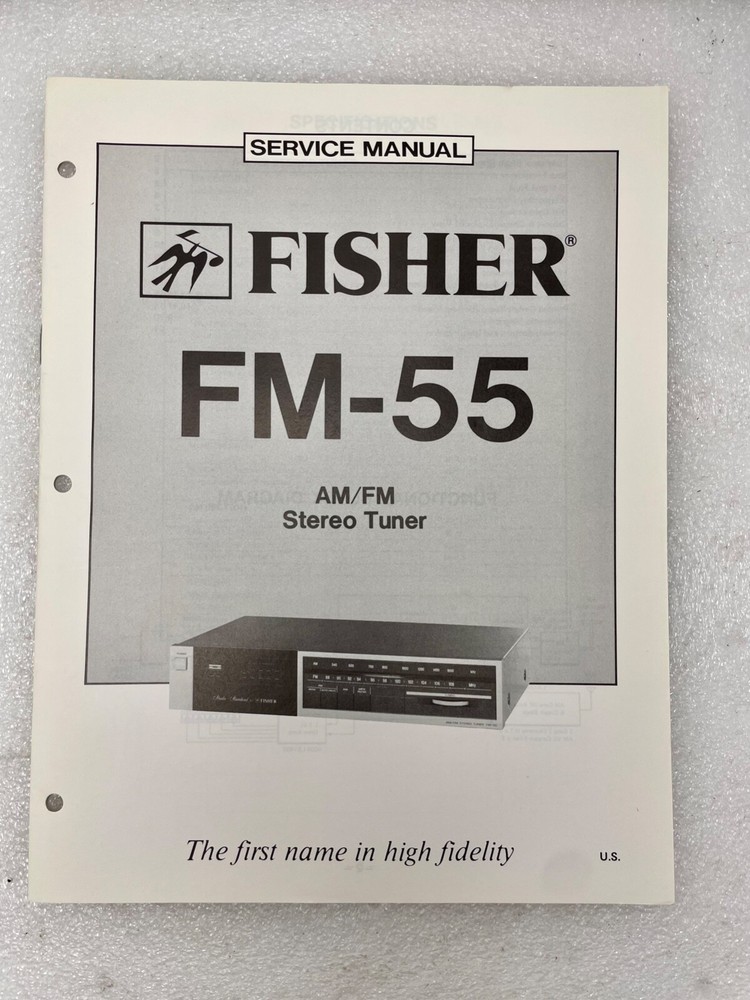 SERVICE MANUAL
FISHER®
FM-55
AM/FM
Stereo Tuner
The first name in high fidelity
U.S.